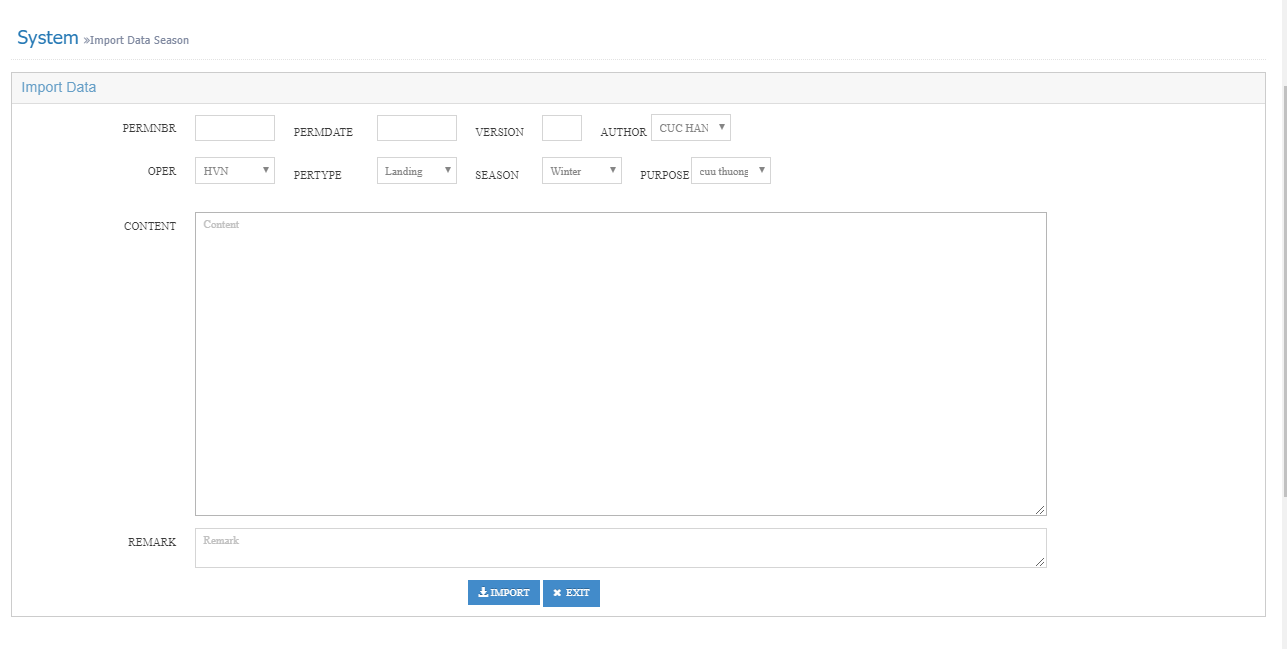 System »Import Data Season
Import Data
PERMNBR PERMDATE VERSION AUTHOR CUC HAN
OPER HVN PERTYPE Landing SEASON Winter PURPOSE cuu thuong
CONTENT Content
REMARK Remark
IMPORT EXIT